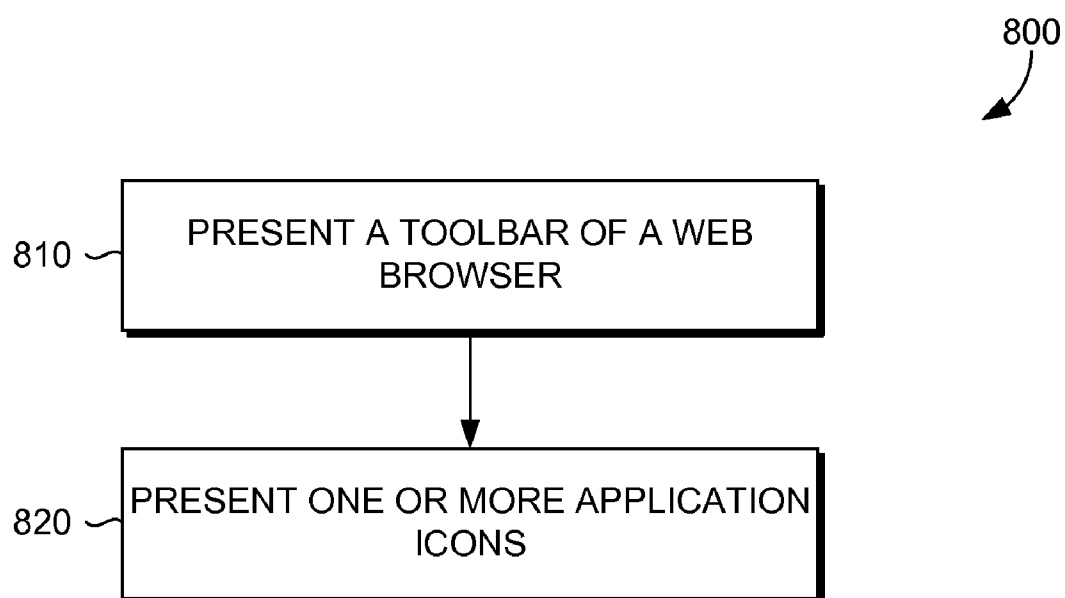 800
810
PRESENT A TOOLBAR OF A WEB
BROWSER
820
PRESENT ONE OR MORE APPLICATION
ICONS